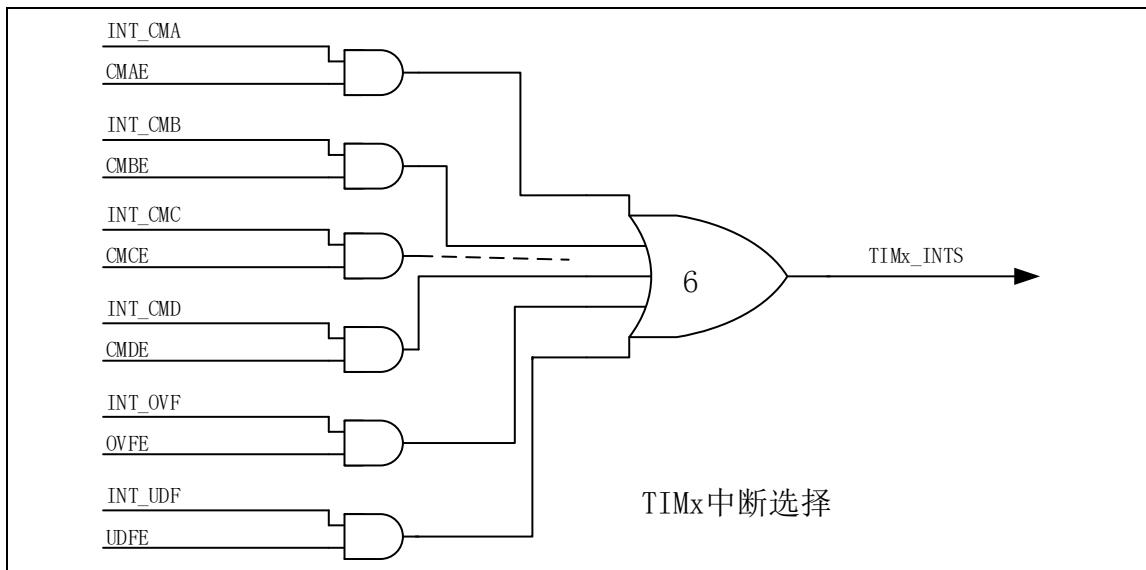 INT_CMA
CMAE
INT_CMB
CMBE
INT_CMC
CMCE
INT_CMD
CMDE
INT_OVF
OVFE
INT_UDF
UDFE
6
TIMx_INTS
TIMx中断选择